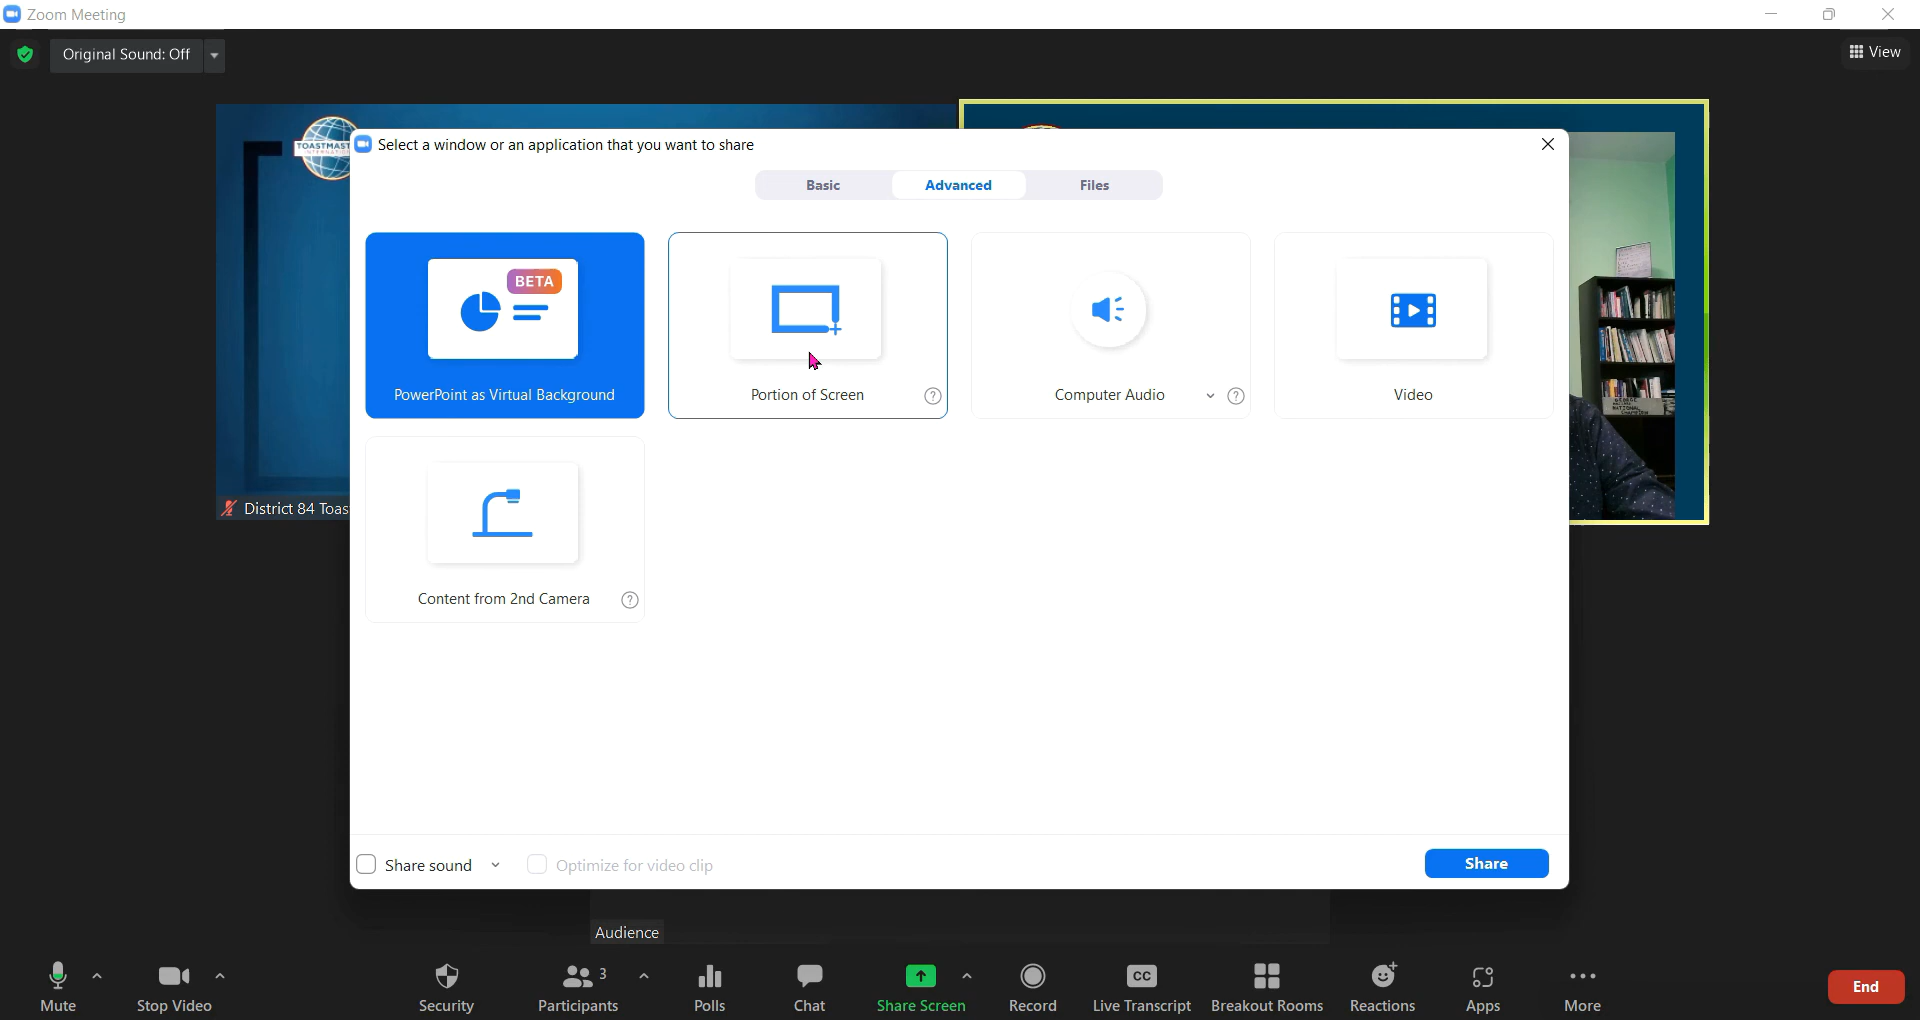 Zoom Meeting
Original Sound: Off
View
TOASTMAST
Select a window or an application that you want to share
Basic Advanced Files
BETA
PowerPoint as Virtual Background
Portion of Screen
Computer Audio
Video
Content from 2nd Camera
District 84 Toas
Share sound
Optimize for video clip
Share
Audience
CC
3
Mute
Stop Video
Security
Participants
Polls
Chat
Share Screen
Record
Live Transcript
Breakout Rooms
Reactions
Apps
More
End